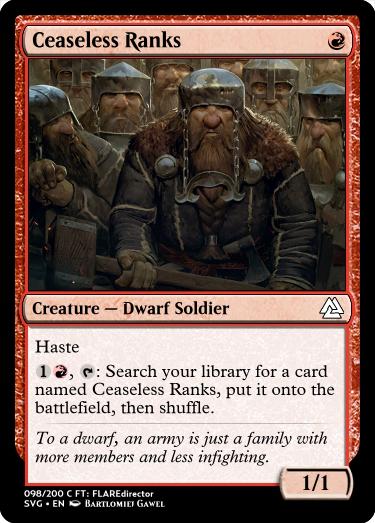 Ceaseless Ranks
Creature — Dwarf Soldier
Haste
1 R, T: Search your library for a card
named Ceaseless Ranks, put it onto the
battlefield, then shuffle.
To a dwarf, an army is just a family with
more members and less infighting.
1/1
098/200 C FT: FLAREdirector
SVG • EN Bartłomiej Gaweł